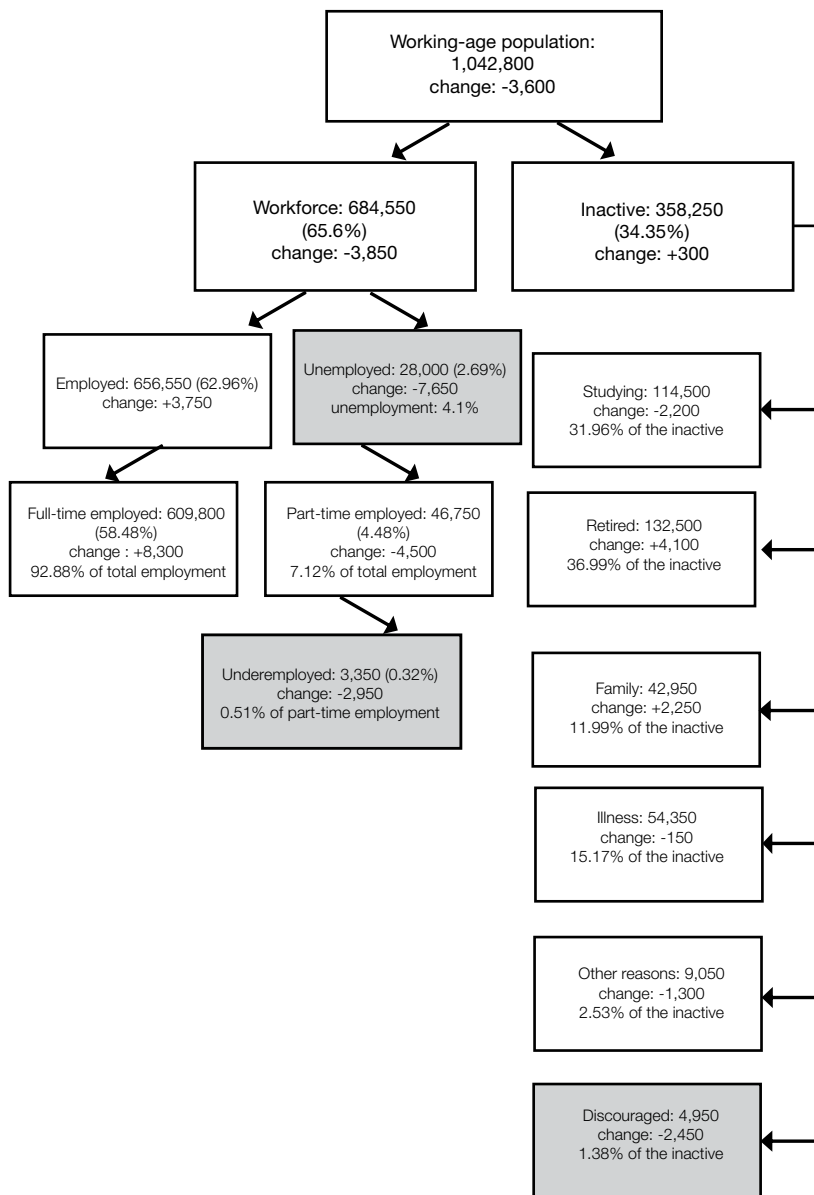 Working-age population:
1,042,800
change: -3,600
Workforce: 684,550
(65.6%)
change: -3,850
Inactive: 358,250
(34.35%)
change: +300
Employed: 656,550 (62.96%)
change: +3,750
Unemployed: 28,000 (2.69%)
change: -7,650
unemployment: 4.1%
Studying: 114,500
change: -2,200
31.96% of the inactive
Full-time employed: 609,800
(58.48%)
change : +8,300
92.88% of total employment
Part-time employed: 46,750
(4.48%)
change: -4,500
7.12% of total employment
Retired: 132,500
change: +4,100
36.99% of the inactive
Underemployed: 3,350 (0.32%)
change: -2,950
0.51% of part-time employment
Family: 42,950
change: +2,250
11.99% of the inactive
Illness: 54,350
change: -150
15.17% of the inactive
Other reasons: 9,050
change: -1,300
2.53% of the inactive
Discouraged: 4,950
change: -2,450
1.38% of the inactive